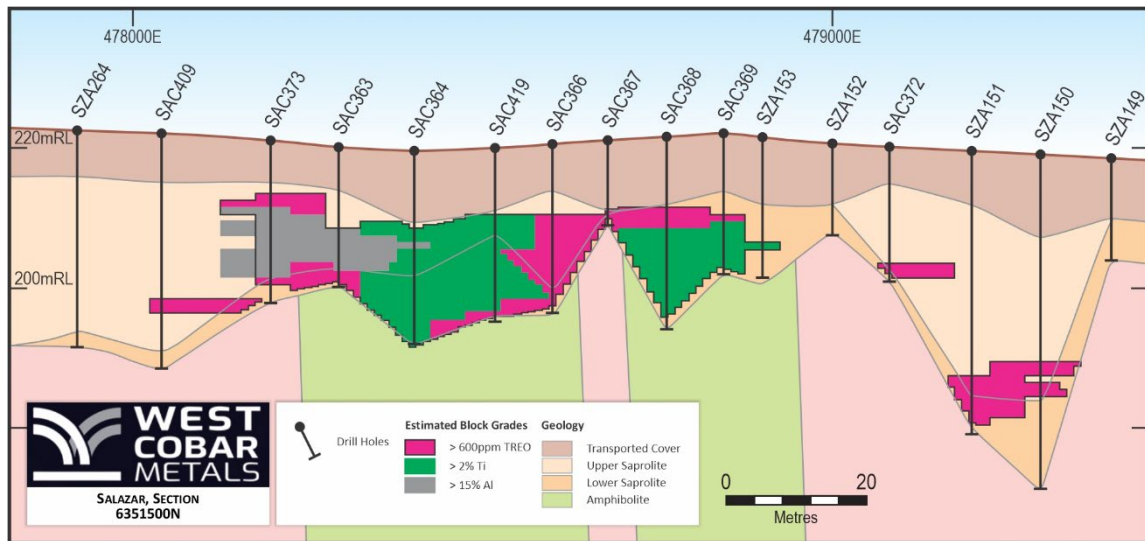 478000E
479000E
SZA264
SAC409
SAC373
SAC363
SAC364
SAC419
SAC366
SAC367
SAC368
SAC369
SZA153
SZA152
SAC372
SZA151
SZA150
SZA149
220mRL
200mRL
WEST
COBAR
METALS
SALAZAR, SECTION
6351500N
Drill Holes
Estimated Block Grades
> 600ppm TREO
> 2% Ti
> 15% Al
Geology
Transported Cover
Upper Saprolite
Lower Saprolite
Amphibolite
0 20
Metres